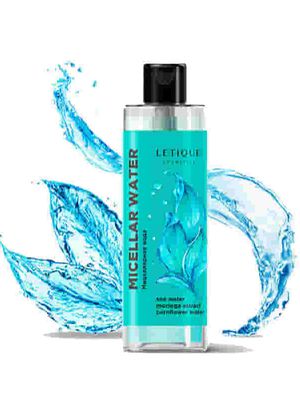 LETIQUE
COSMETICS
MICELLAR WATER
Мицеллярная вода
sea water
moringa extract
cornflower water